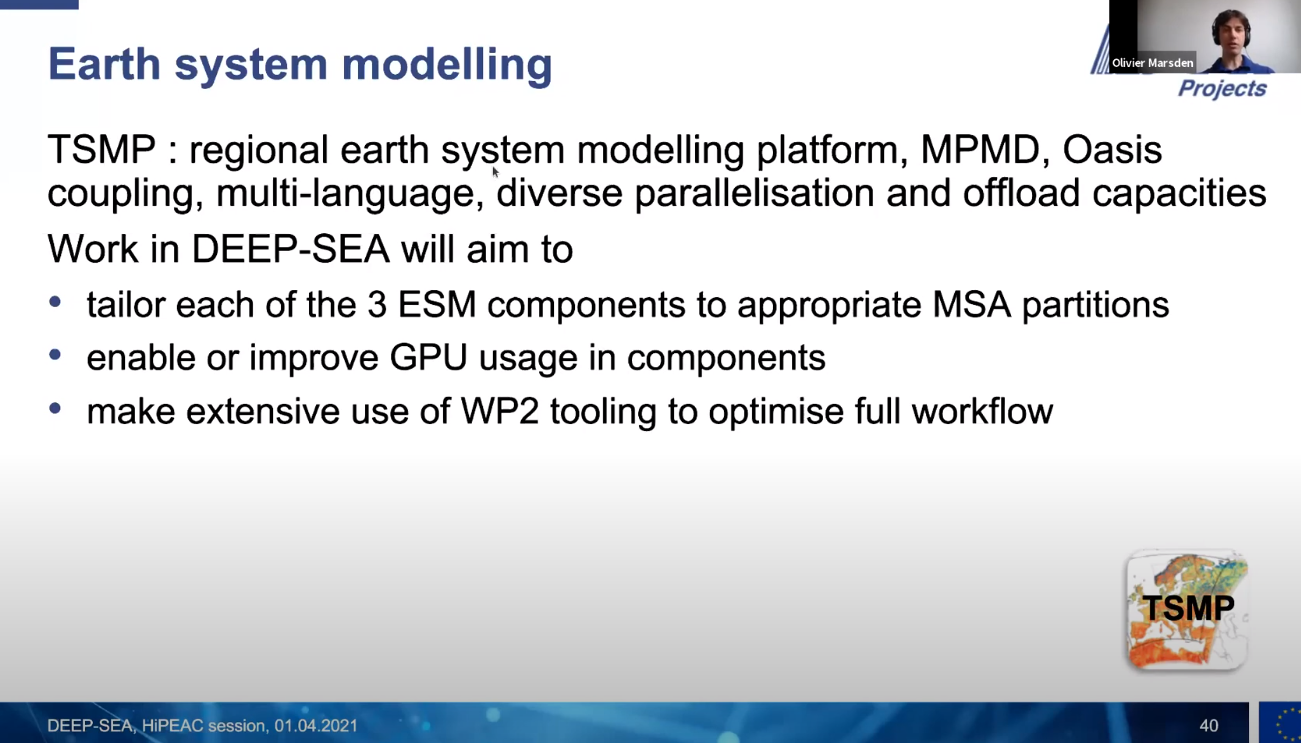 Earth system modelling
Olivier Marsden
Projects
TSMP : regional earth system modelling platform, MPMD, Oasis
coupling, multi-language, diverse parallelisation and offload capacities
Work in DEEP-SEA will aim to
• tailor each of the 3 ESM components to appropriate MSA partitions
• enable or improve GPU usage in components
• make extensive use of WP2 tooling to optimise full workflow
TSMP
DEEP-SEA, HiPEAC session, 01.04.2021
40